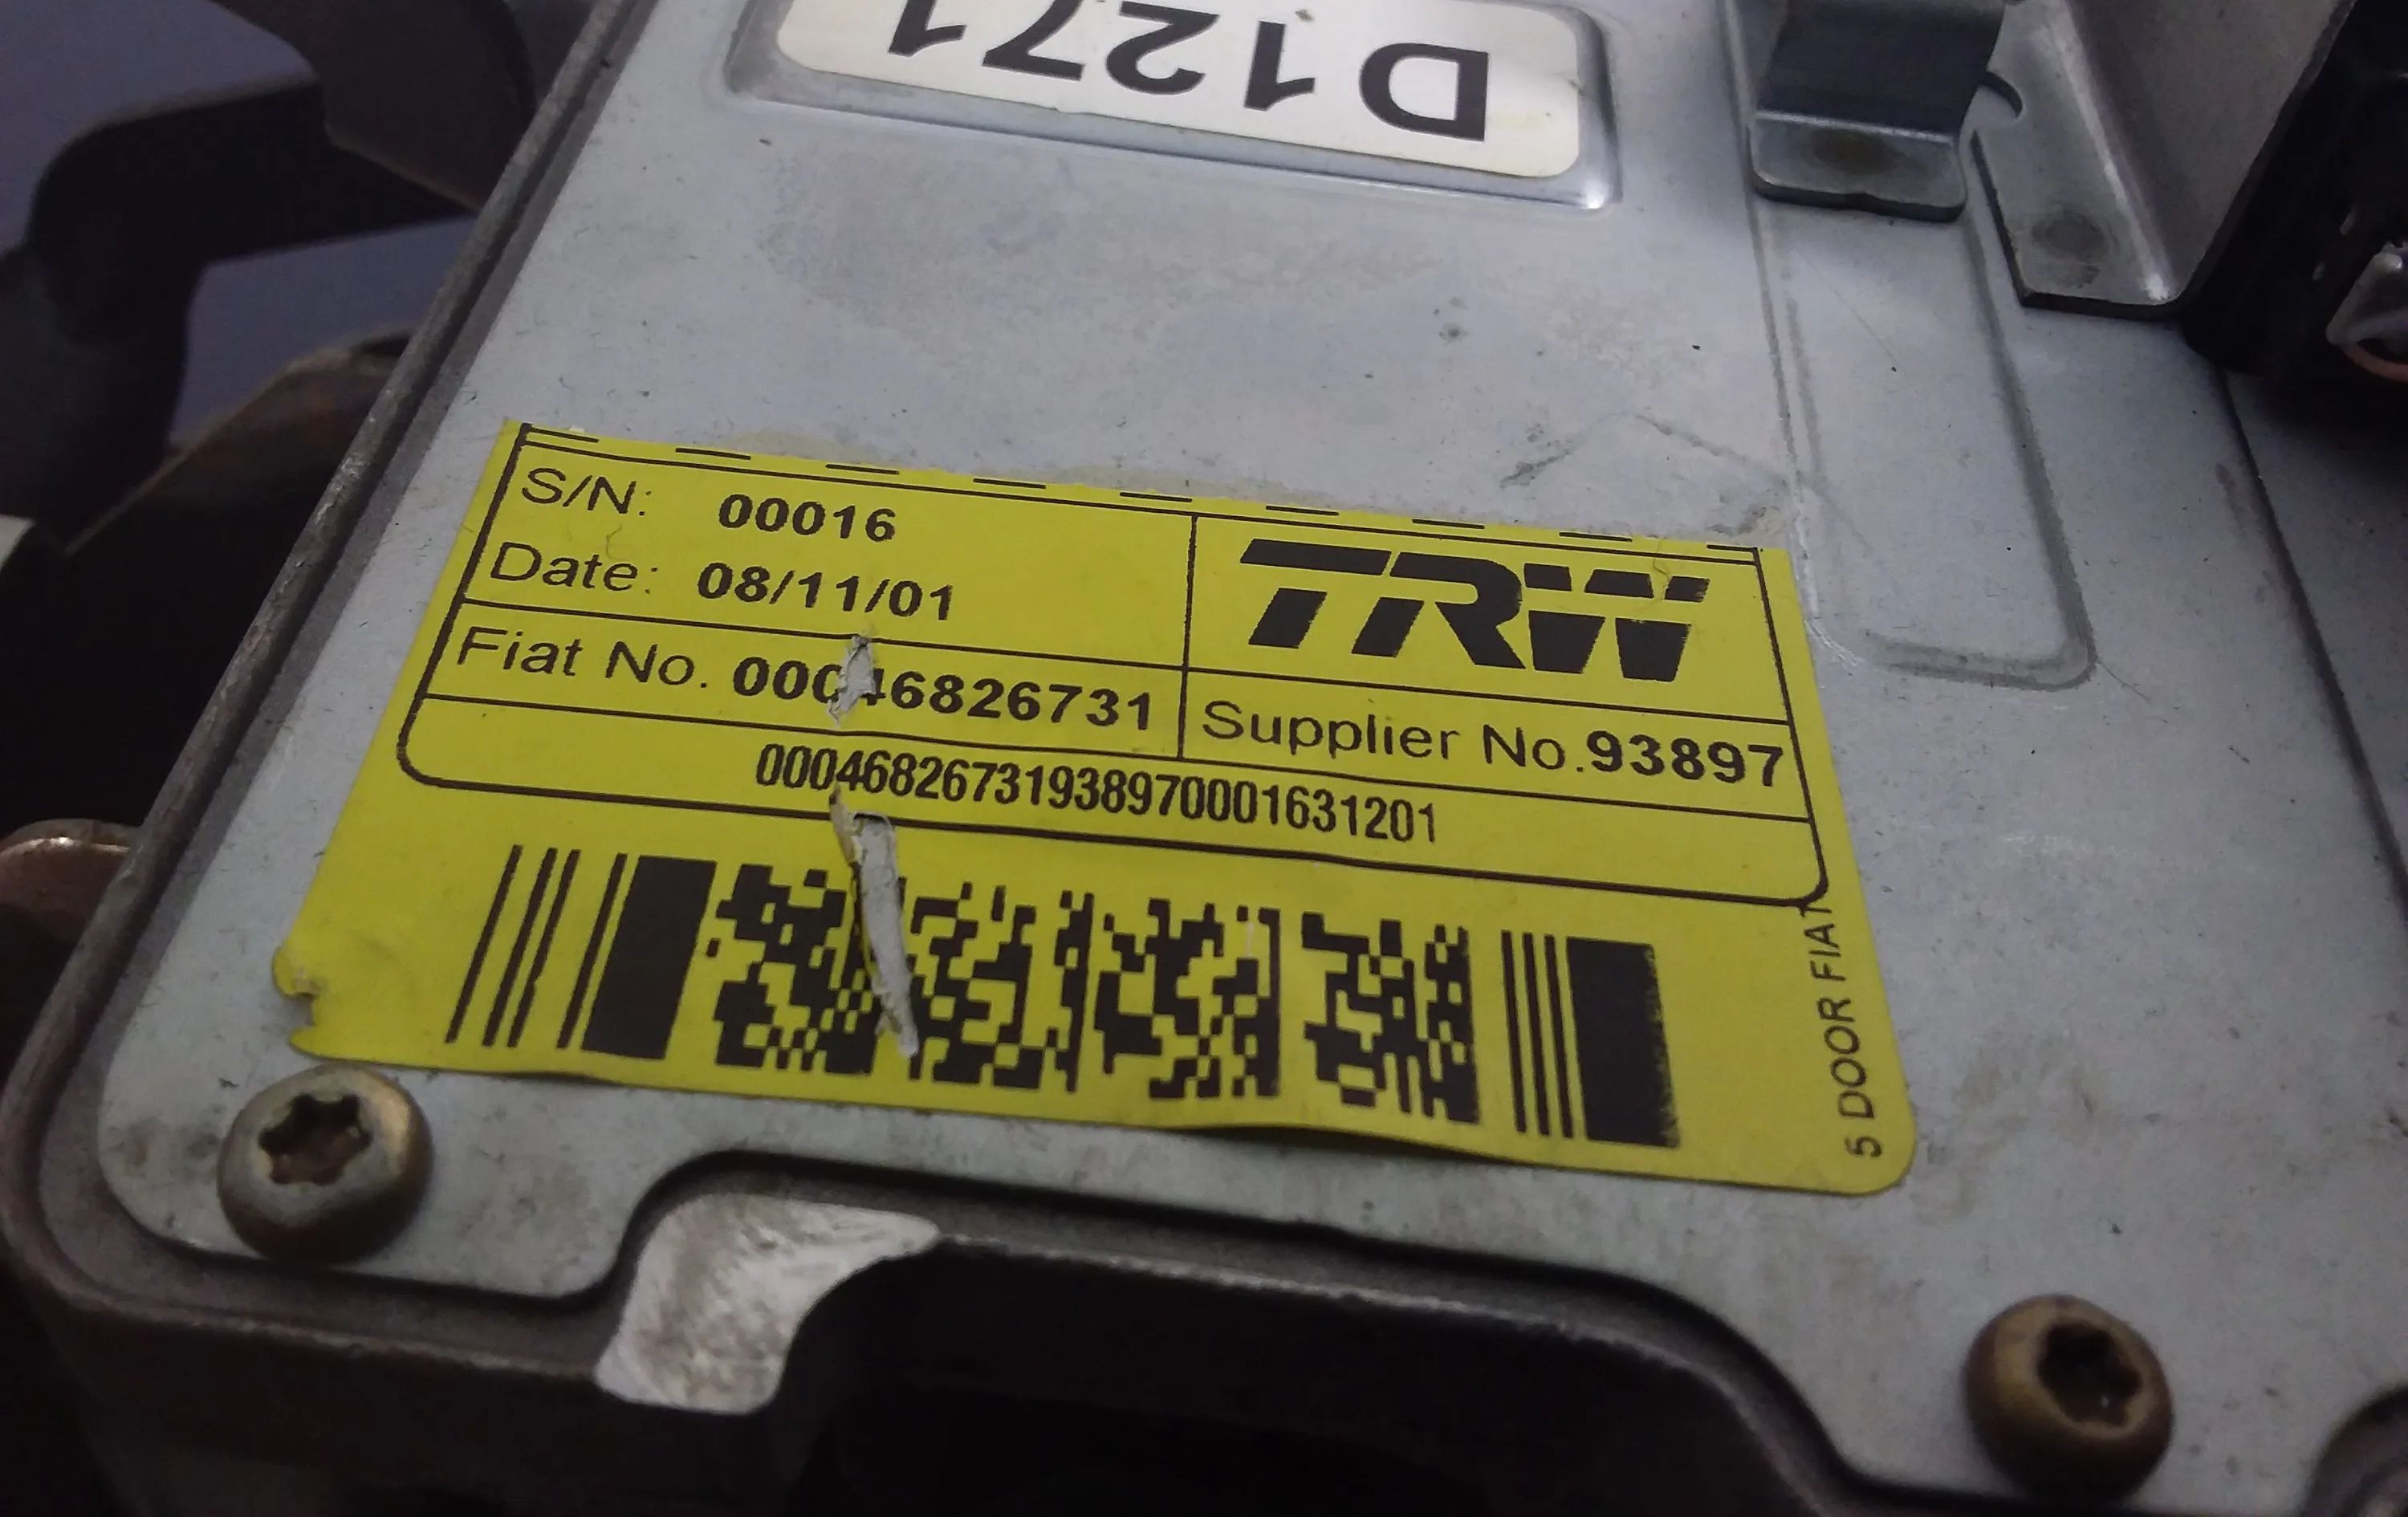 D1271
S/N: 00016
Date: 08/11/01
TRW
Fiat No. 00046826731
Supplier No.93897
000468267319389700001631201
5 DOOR FIAT